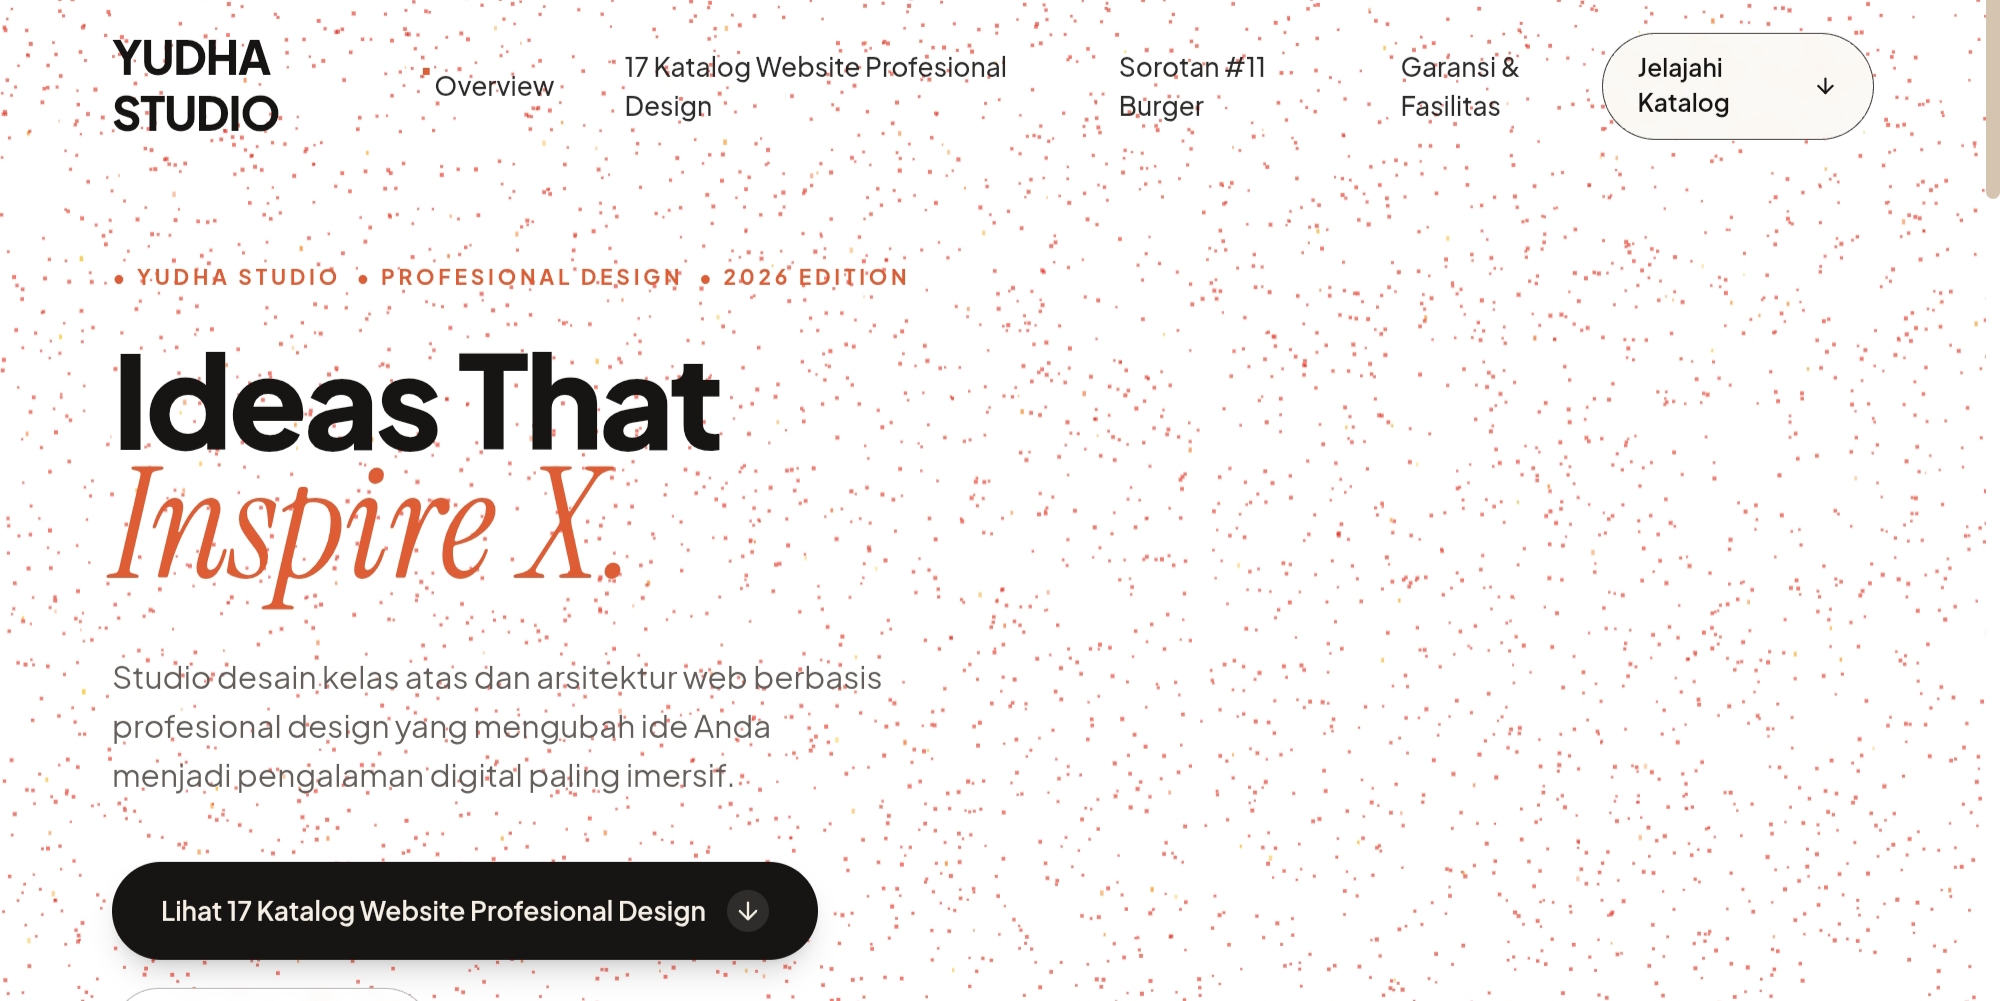 YUDHA
STUDIO
Overview
17 Katalog Website Profesional
Design
Sorotan #11
Burger
Garansi &
Fasilitas
Jelajahi
Katalog
• YUDHA STUDIO • PROFESIONAL DESIGN • 2026 EDITION
Ideas That
Inspire X.
Studio desain kelas atas dan arsitektur web berbasis
profesional design yang mengubah ide Anda
menjadi pengalaman digital paling imersif.
Lihat 17 Katalog Website Profesional Design